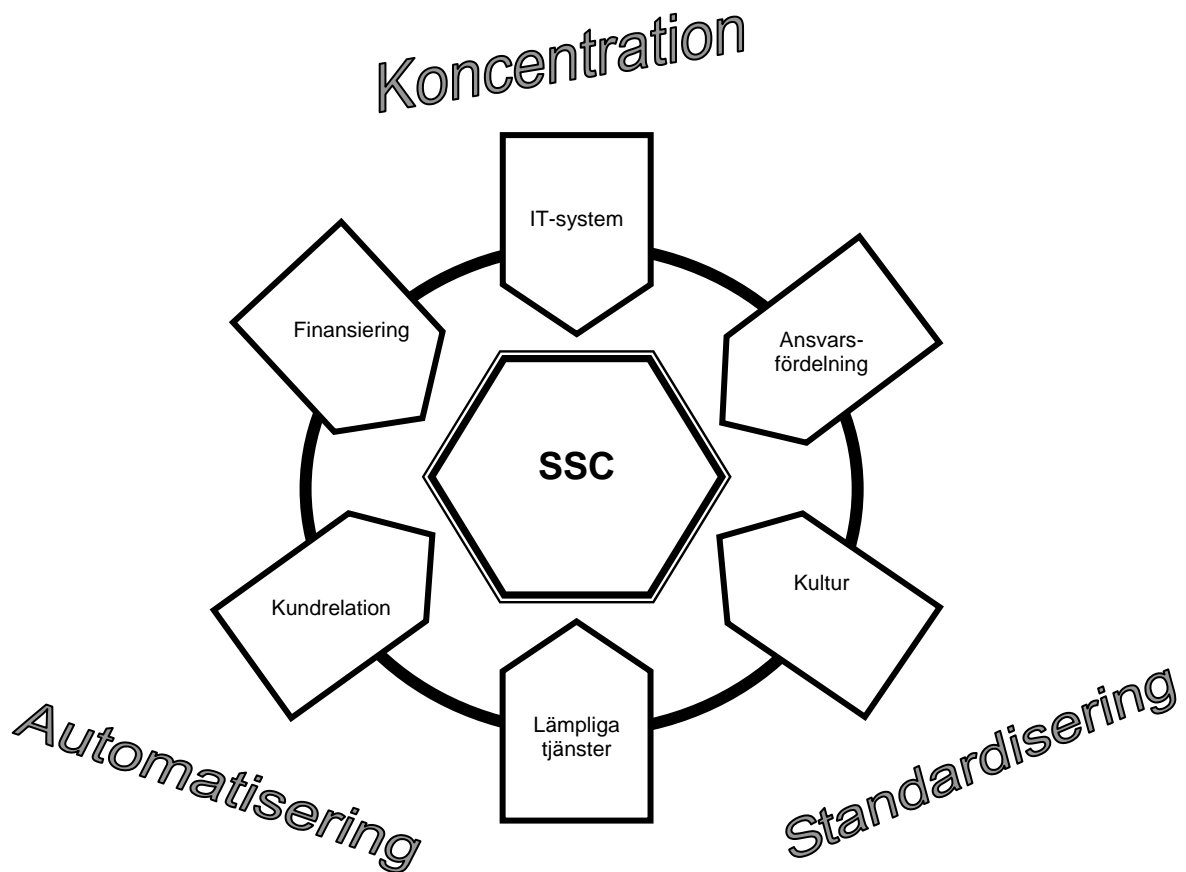 Koncentration
IT-system
Finansiering
Ansvars-
fördelning
SSC
Kundrelation
Kultur
Lämpliga
tjänster
Automatisering
Standardisering